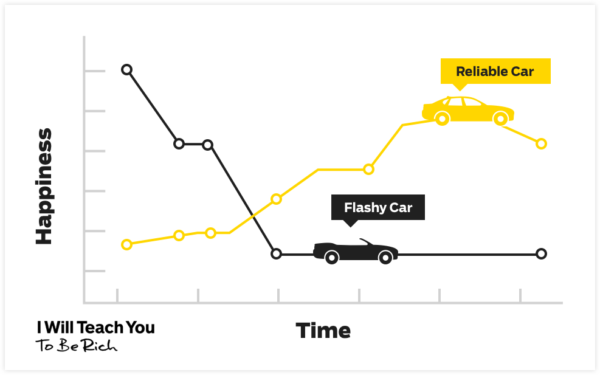 Reliable Car
Flashy Car
Happiness
Time
I Will Teach You
To Be Rich